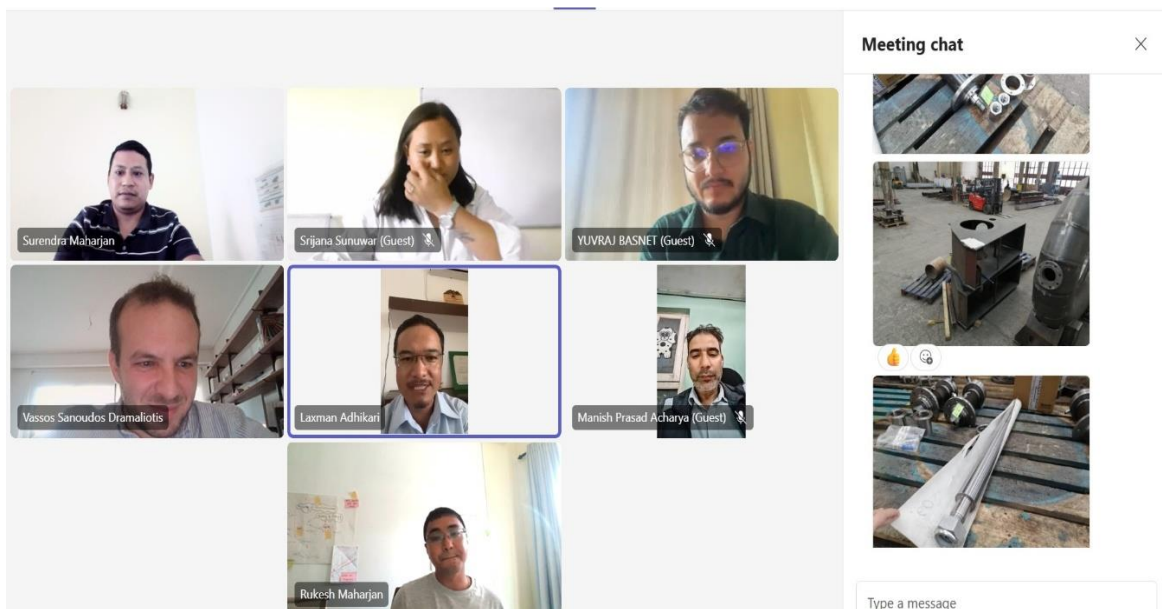 Meeting chat
Surendra Maharjan
Srijana Sunuwar (Guest)
YUVRAJ BASNET (Guest)
Vassos Sanoudos Dramaliotis
Laxman Adhikari
Manish Prasad Acharya (Guest)
Rukesh Maharjan
Type a message